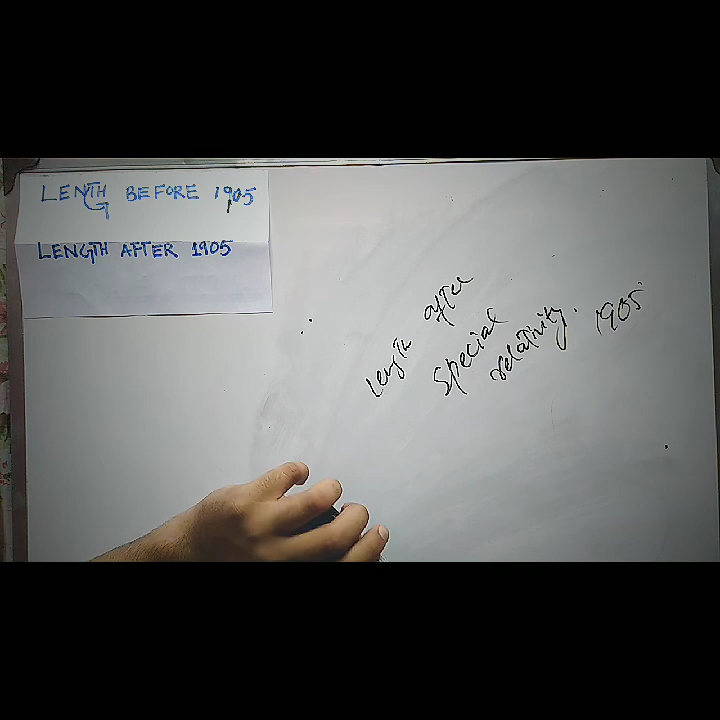 LENGTH BEFORE 1905
LENGTH AFTER 1905
Length after
Special
relativity. 1905